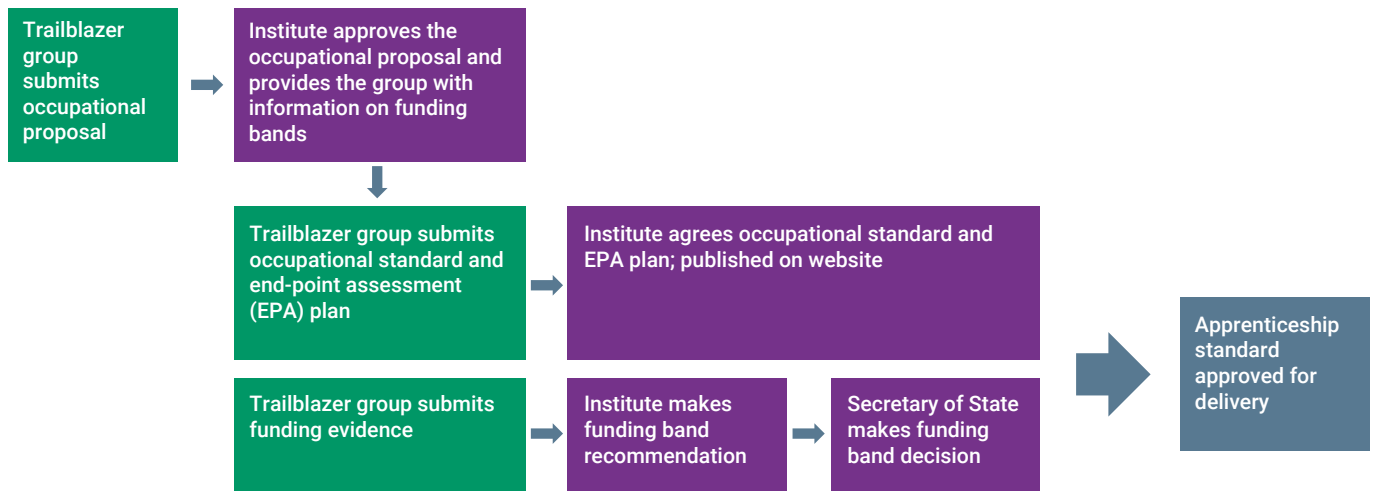 Trailblazer
group
submits
occupational
proposal
Institute approves the
occupational proposal and
provides the group with
information on funding
bands
Trailblazer group submits
occupational standard and
end-point assessment
(EPA) plan
Institute agrees occupational standard and
EPA plan; published on website
Trailblazer group submits
funding evidence
Institute makes
funding band
recommendation
Secretary of State
makes funding
band decision
Apprenticeship
standard
approved for
delivery